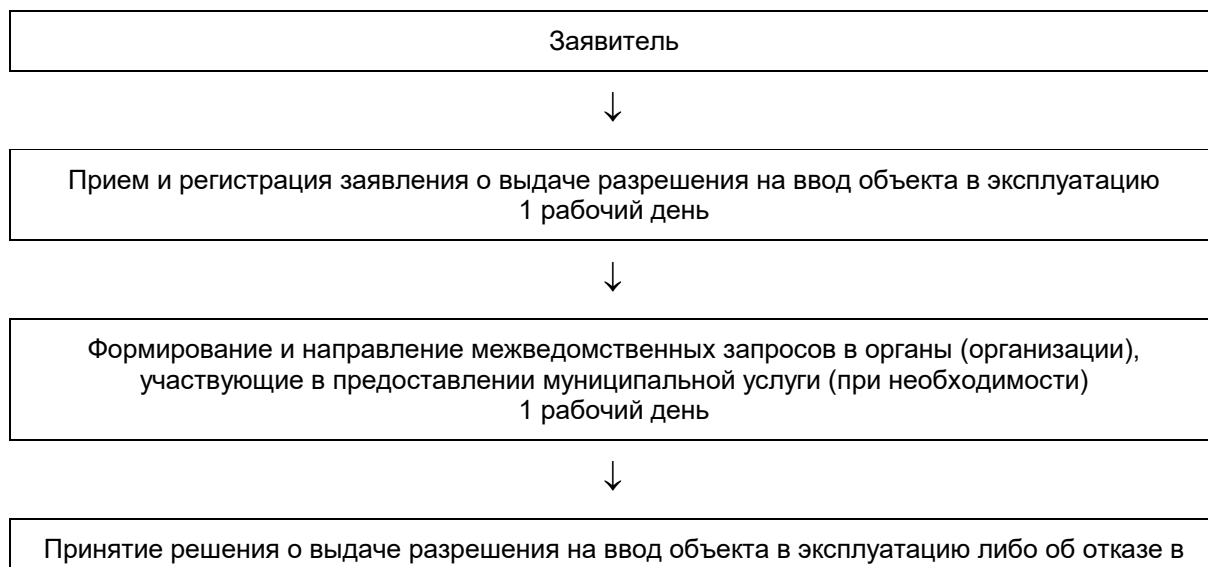 Заявитель
↓
Прием и регистрация заявления о выдаче разрешения на ввод объекта в эксплуатацию
1 рабочий день
↓
Формирование и направление межведомственных запросов в органы (организации),
участвующие в предоставлении муниципальной услуги (при необходимости)
1 рабочий день
↓
Принятие решения о выдаче разрешения на ввод объекта в эксплуатацию либо об отказе в